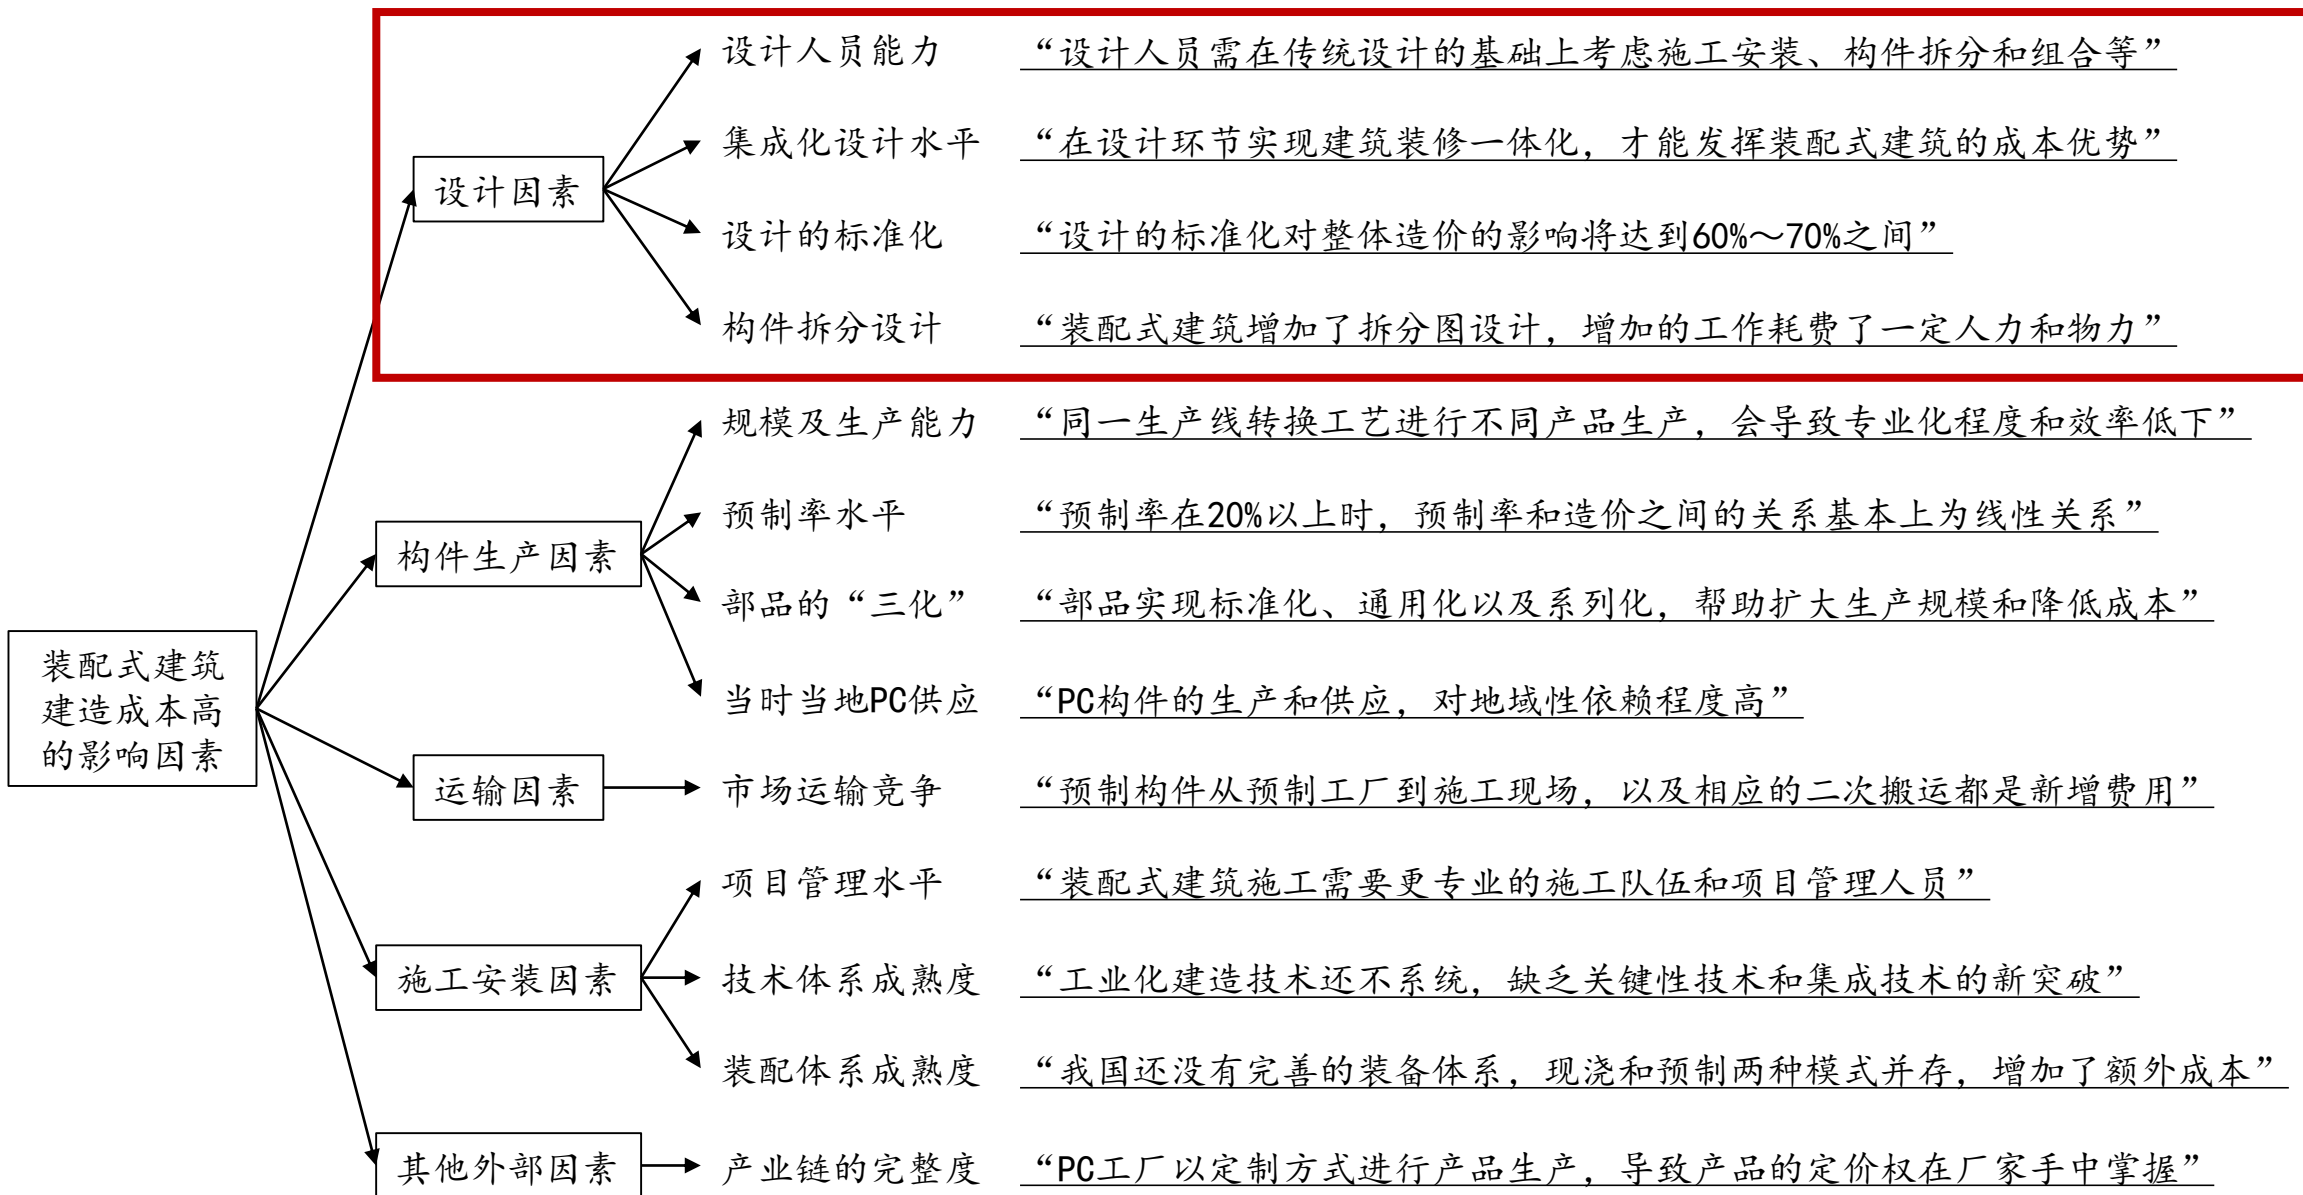 设计人员能力 “设计人员需在传统设计的基础上考虑施工安装、构件拆分和组合等”
集成化设计水平 “在设计环节实现建筑装修一体化，才能发挥装配式建筑的成本优势”
设计因素
设计的标准化 “设计的标准化对整体造价的影响将达到60%～70%之间”
构件拆分设计 “装配式建筑增加了拆分图设计，增加的工作耗费了一定人力和物力”
规模及生产能力 “同一生产线转换工艺进行不同产品生产，会导致专业化程度和效率低下”
预制率水平 “预制率在20%以上时，预制率和造价之间的关系基本上为线性关系”
构件生产因素
部品的“三化” “部品实现标准化、通用化以及系列化，帮助扩大生产规模和降低成本”
当时当地PC供应 “PC构件的生产和供应，对地域性依赖程度高”
装配式建筑
建造成本高
的影响因素
运输因素 市场运输竞争 “预制构件从预制工厂到施工现场，以及相应的二次搬运都是新增费用”
项目管理水平 “装配式建筑施工需要更专业的施工队伍和项目管理人员”
施工安装因素 技术体系成熟度 “工业化建造技术还不系统，缺乏关键性技术和集成技术的新突破”
装配体系成熟度 “我国还没有完善的装备体系，现浇和预制两种模式并存，增加了额外成本”
其他外部因素 产业链的完整度 “PC工厂以定制方式进行产品生产，导致产品的定价权在厂家手中掌握”